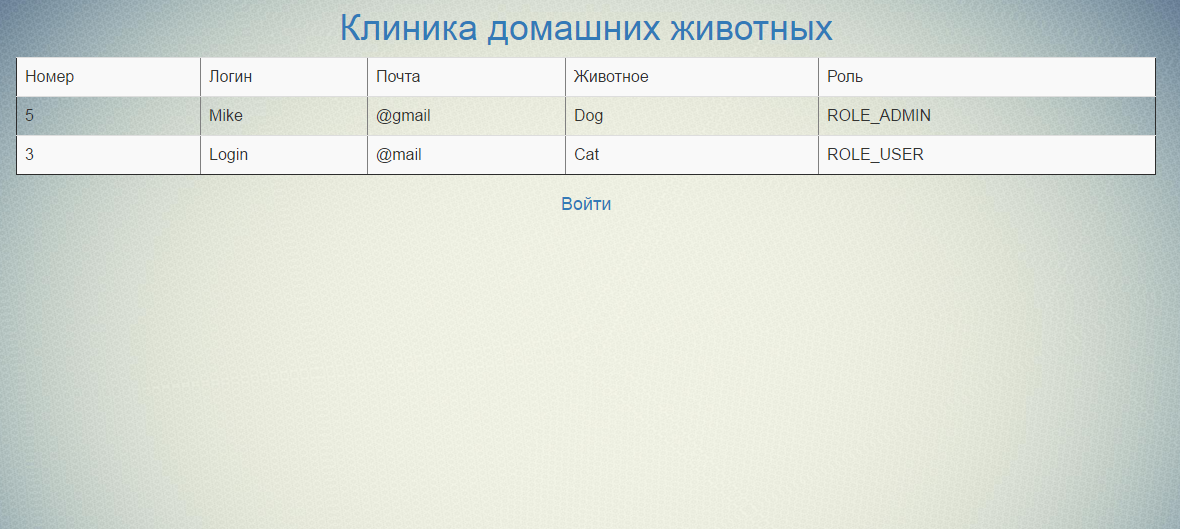 Клиника домашних животных
Номер Логин Почта Животное Роль
5 Mike @gmail Dog ROLE_ADMIN
3 Login @mail Cat ROLE_USER
Войти